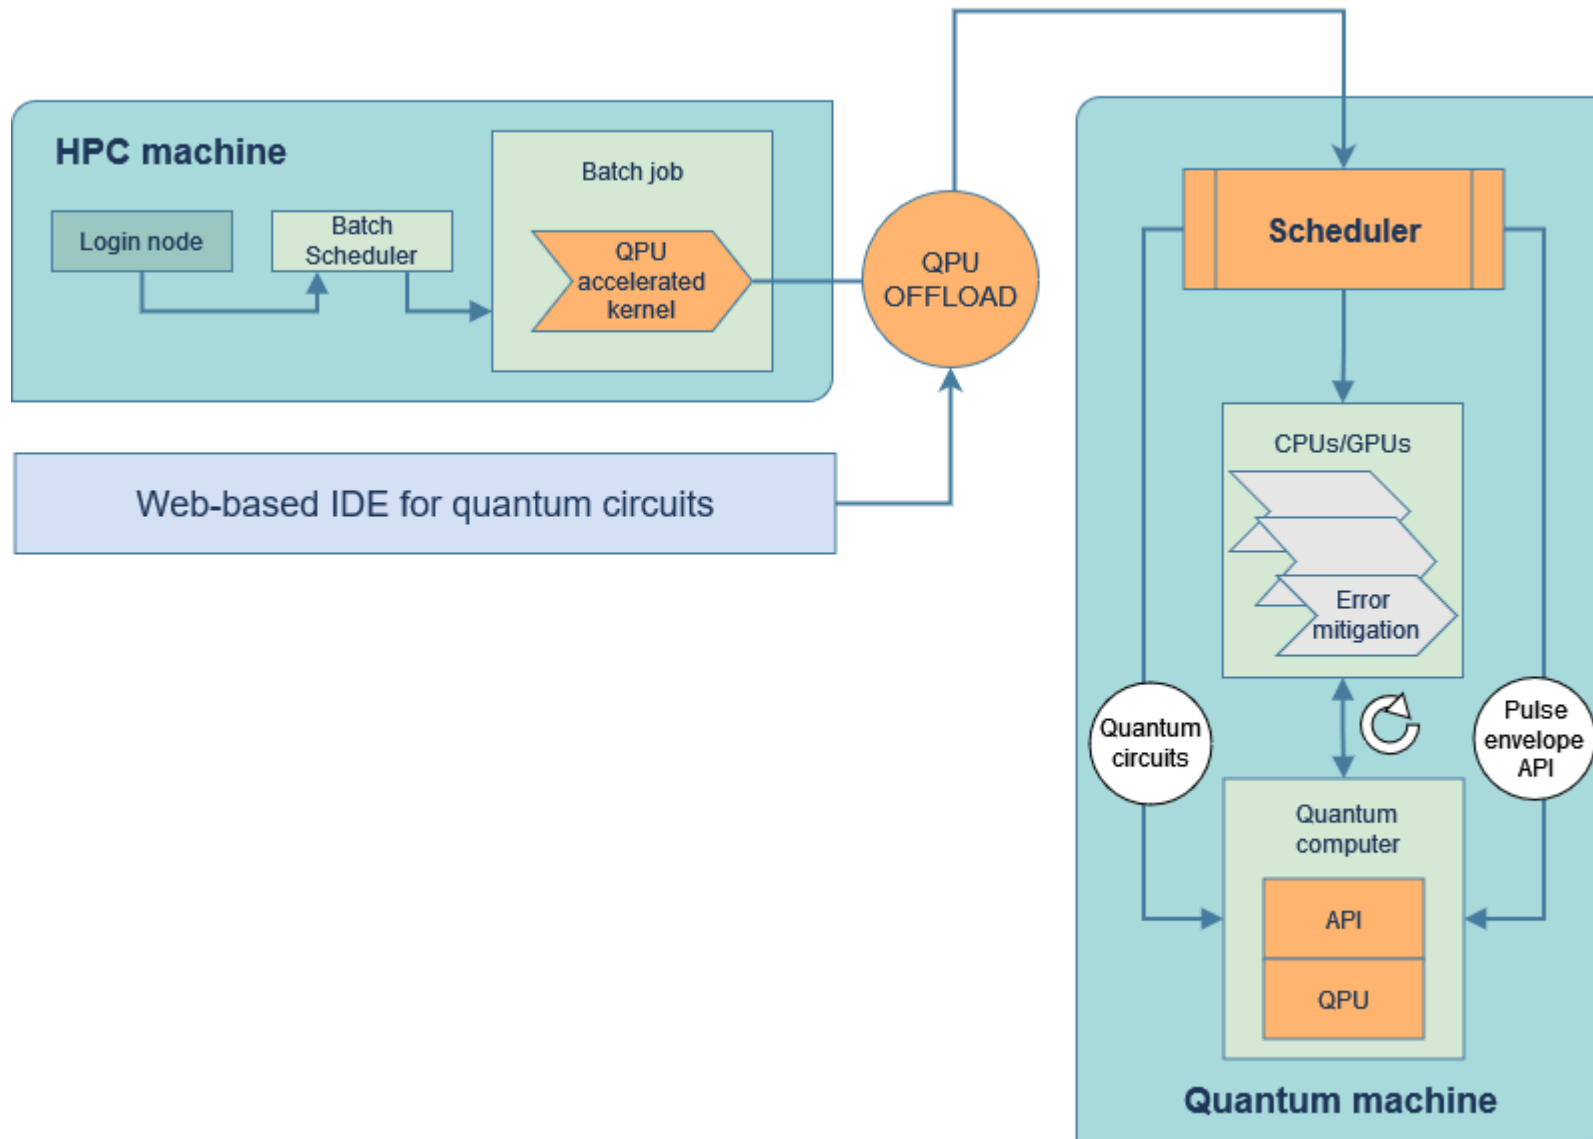 HPC machine
Login node
Batch
Scheduler
Batch job
QPU
accelerated
kernel
QPU
OFFLOAD
Web-based IDE for quantum circuits
Scheduler
CPUs/GPUs
Error
mitigation
Quantum
circuits
Pulse
envelope
API
Quantum
computer
API
QPU
Quantum machine